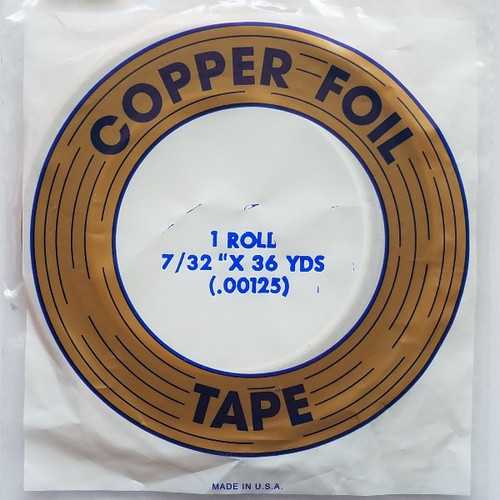 COPPER FOIL
1 ROLL
7/32 "X 36 YDS
(.00125)
TAPE
MADE IN U.S.A.